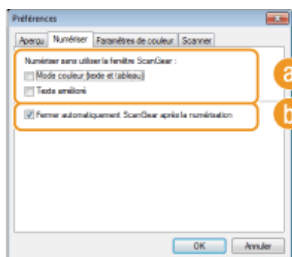 Préférences
Aperçu Numériser Paramètres de couleur Scanner
Numériser sans utiliser la fenêtre ScanGear :
Mode couleur (texte et tableau)
Texte amélioré
a
Fermer automatiquement ScanGear après la numérisation
b
OK Annuler